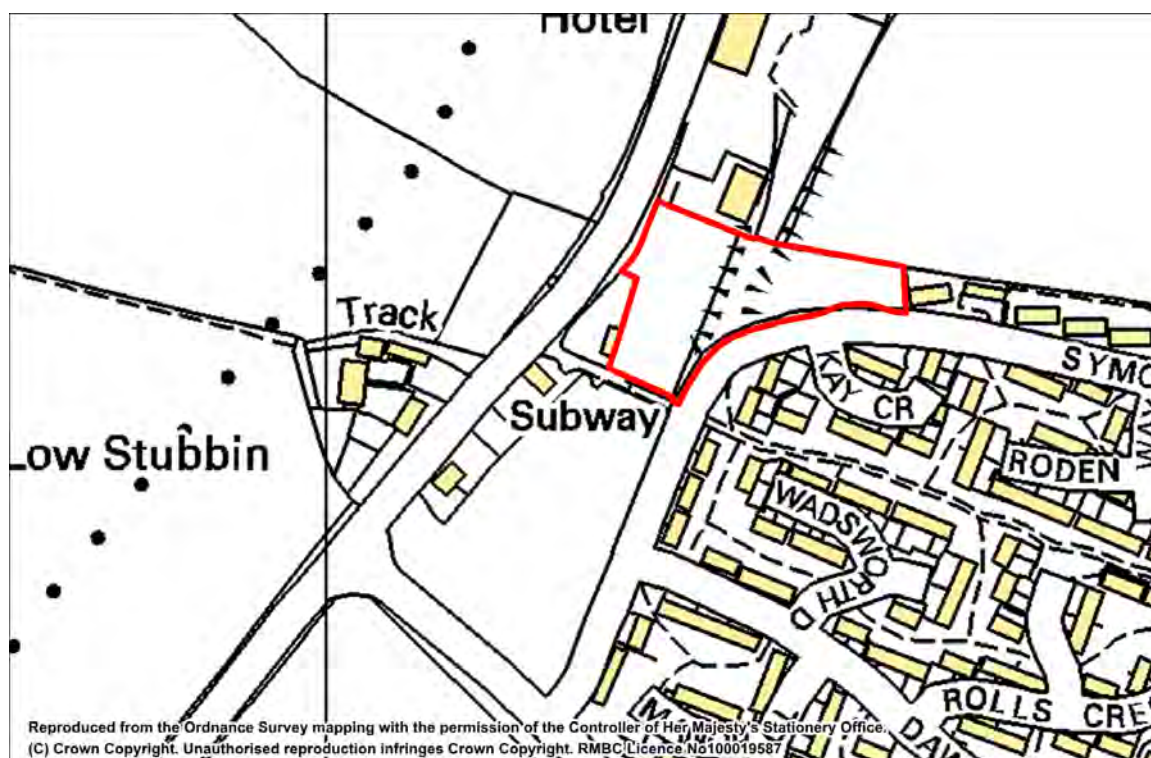 Hotel
Track
Subway
Low Stubbin
KAY CR
RODEN
WADSWORTH D
ROLLS CRE
Reproduced from the Ordnance Survey mapping with the permission of the Controller of Her Majesty's Stationery Office.
(C) Crown Copyright. Unauthorised reproduction infringes Crown Copyright. RMBC Licence No100019587